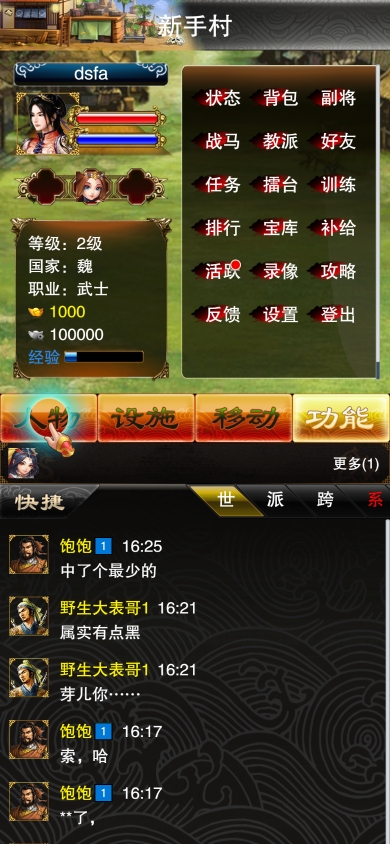 新手村
dsfa
等级：2级
国家：魏
职业：武士
1000
100000
经验
状态 背包 副将
战马 教派 好友
任务 擂台 训练
排行 宝库 补给
活跃 录像 攻略
反馈 设置 登出
人物 设施 移动 功能
更多(1)
快捷 世 派 跨 系
饱饱 1 16:25
中了个最少的
野生大表哥1 16:21
属实有点黑
野生大表哥1 16:21
芽儿你……
饱饱 1 16:17
索，哈
饱饱 1 16:17
**了，